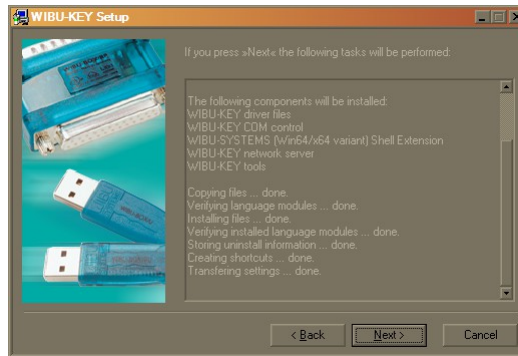 WIBU-KEY Setup
If you press »Next« the following tasks will be performed:
The following components will be installed:
WIBU-KEY driver files
WIBU-KEY COM control
WIBU-SYSTEMS (Win64/x64 variant) Shell Extension
WIBU-KEY network server
WIBU-KEY tools
Copying files ... done.
Verifying language modules ... done.
Installing files ... done.
Verifying installed language modules ... done.
Storing uninstall information ... done.
Creating shortcuts ... done.
Transfering settings ... done.
< Back
Next >
Cancel